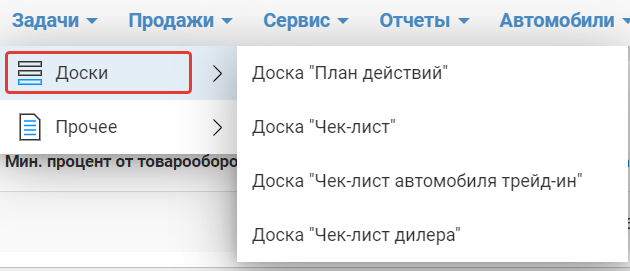 Задачи Продажи Сервис Отчеты Автомобили
Доски
Доска "План действий"
Прочее
Доска "Чек-лист"
Мин. процент от товарооборо
Доска "Чек-лист автомобиля трейд-ин"
Доска "Чек-лист дилера"